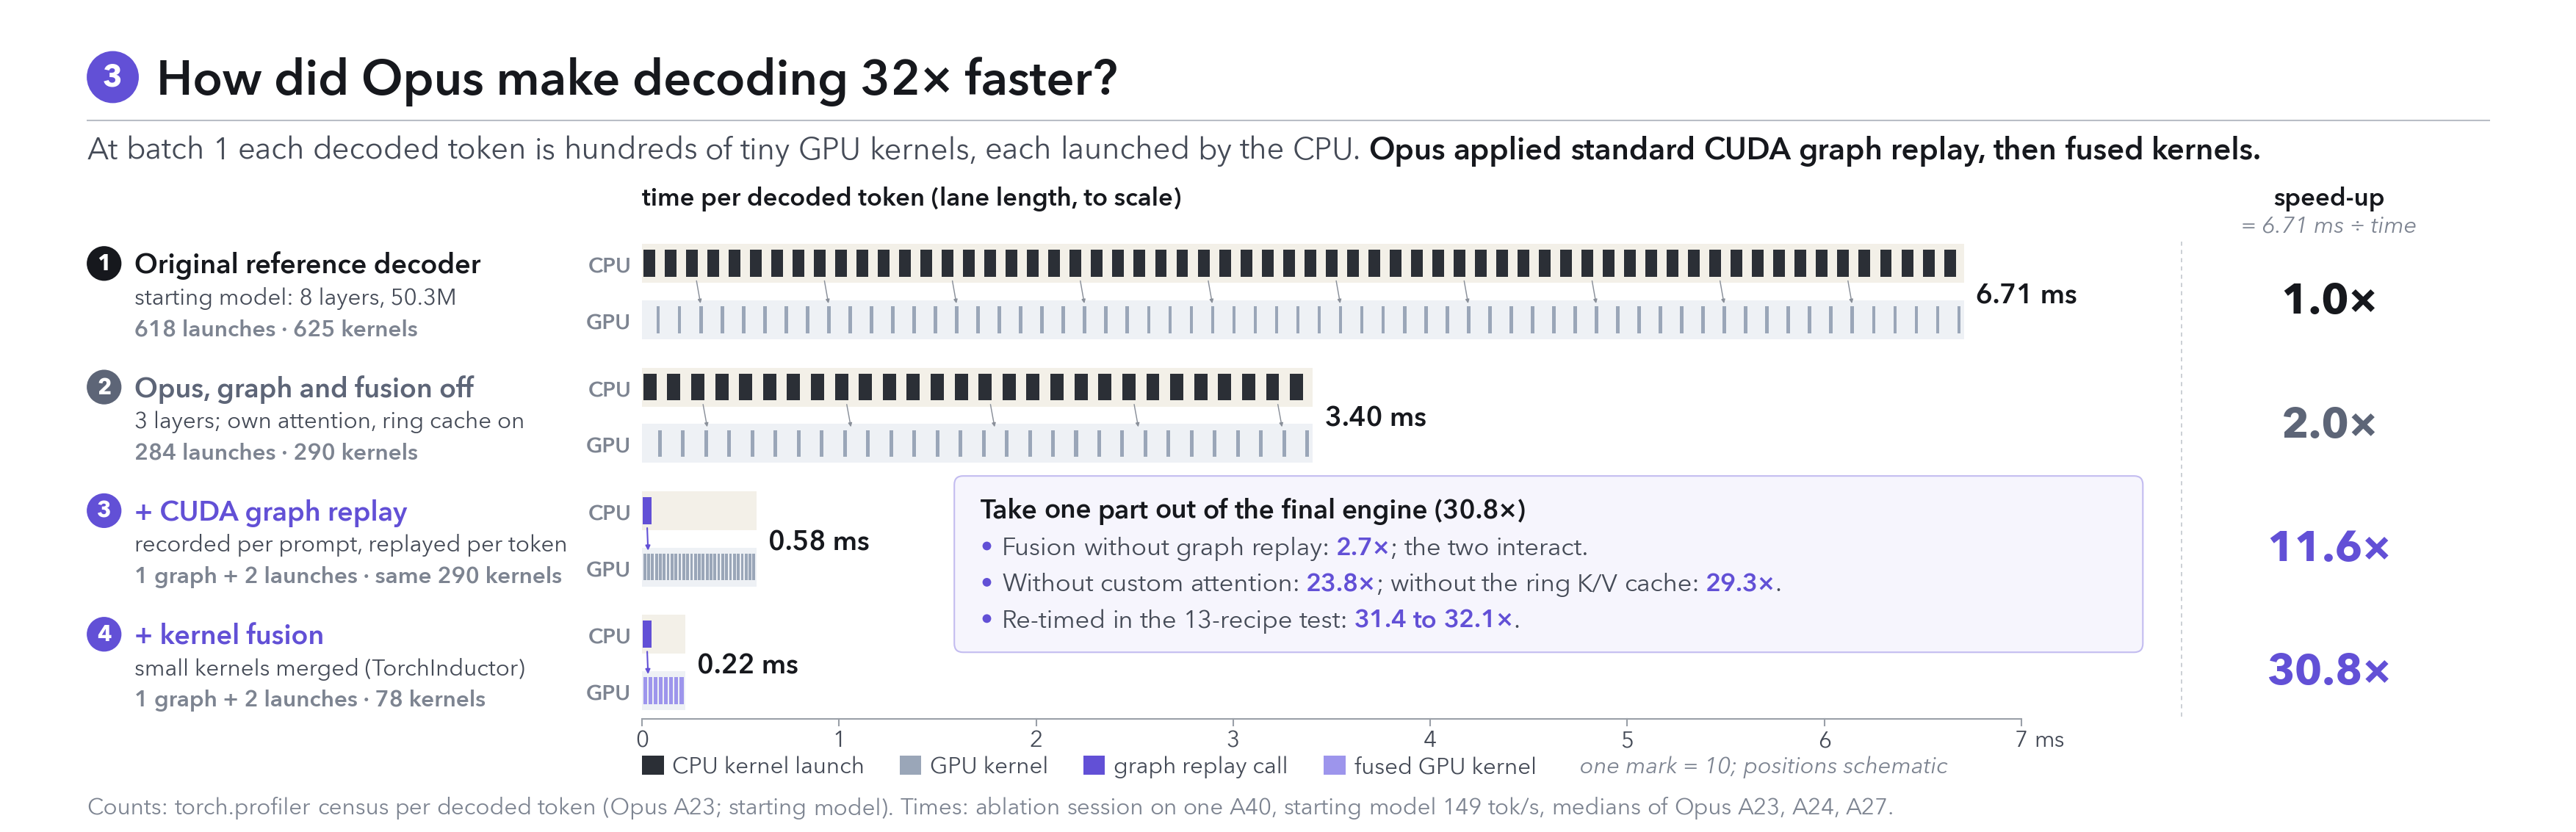 3 How did Opus make decoding 32× faster?
At batch 1 each decoded token is hundreds of tiny GPU kernels, each launched by the CPU. Opus applied standard CUDA graph replay, then fused kernels.
time per decoded token (lane length, to scale)
speed-up
= 6.71 ms ÷ time
1 Original reference decoder
starting model: 8 layers, 50.3M
618 launches · 625 kernels
CPU
GPU
6.71 ms
1.0×
2 Opus, graph and fusion off
3 layers; own attention, ring cache on
284 launches · 290 kernels
CPU
GPU
3.40 ms
2.0×
3 + CUDA graph replay
recorded per prompt, replayed per token
1 graph + 2 launches · same 290 kernels
CPU
GPU
0.58 ms
11.6×
Take one part out of the final engine (30.8×)
• Fusion without graph replay: 2.7×; the two interact.
• Without custom attention: 23.8×; without the ring K/V cache: 29.3×.
• Re-timed in the 13-recipe test: 31.4 to 32.1×.
4 + kernel fusion
small kernels merged (TorchInductor)
1 graph + 2 launches · 78 kernels
CPU
GPU
0.22 ms
30.8×
0 1 2 3 4 5 6 7 ms
CPU kernel launch GPU kernel graph replay call fused GPU kernel one mark = 10; positions schematic
Counts: torch.profiler census per decoded token (Opus A23; starting model). Times: ablation session on one A40, starting model 149 tok/s, medians of Opus A23, A24, A27.